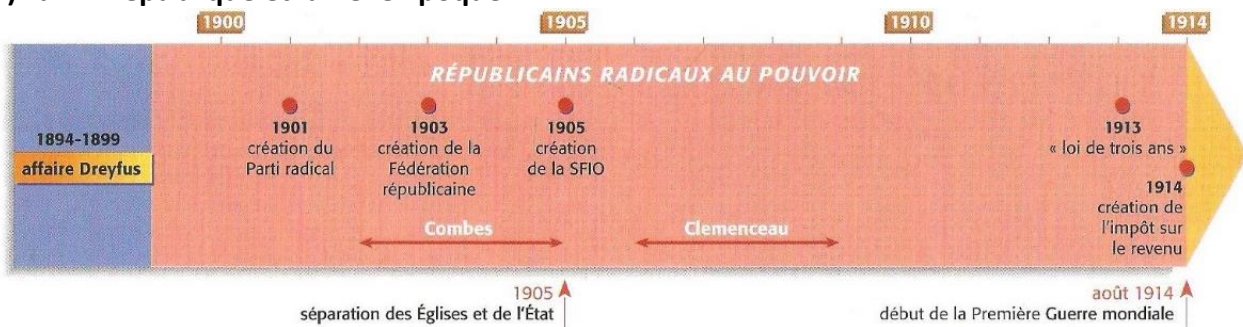 1900
1905
1910
1914
RÉPUBLICAINS RADICAUX AU POUVOIR
1894-1899
affaire Dreyfus
1901
création du
Parti radical
1903
création de la
Fédération
républicaine
1905
création
de la SFIO
1913
« loi de trois ans »
1914
création de
l'impôt sur
le revenu
Combes
Clemenceau
1905
séparation des Églises et de l'État
août 1914
début de la Première Guerre mondiale